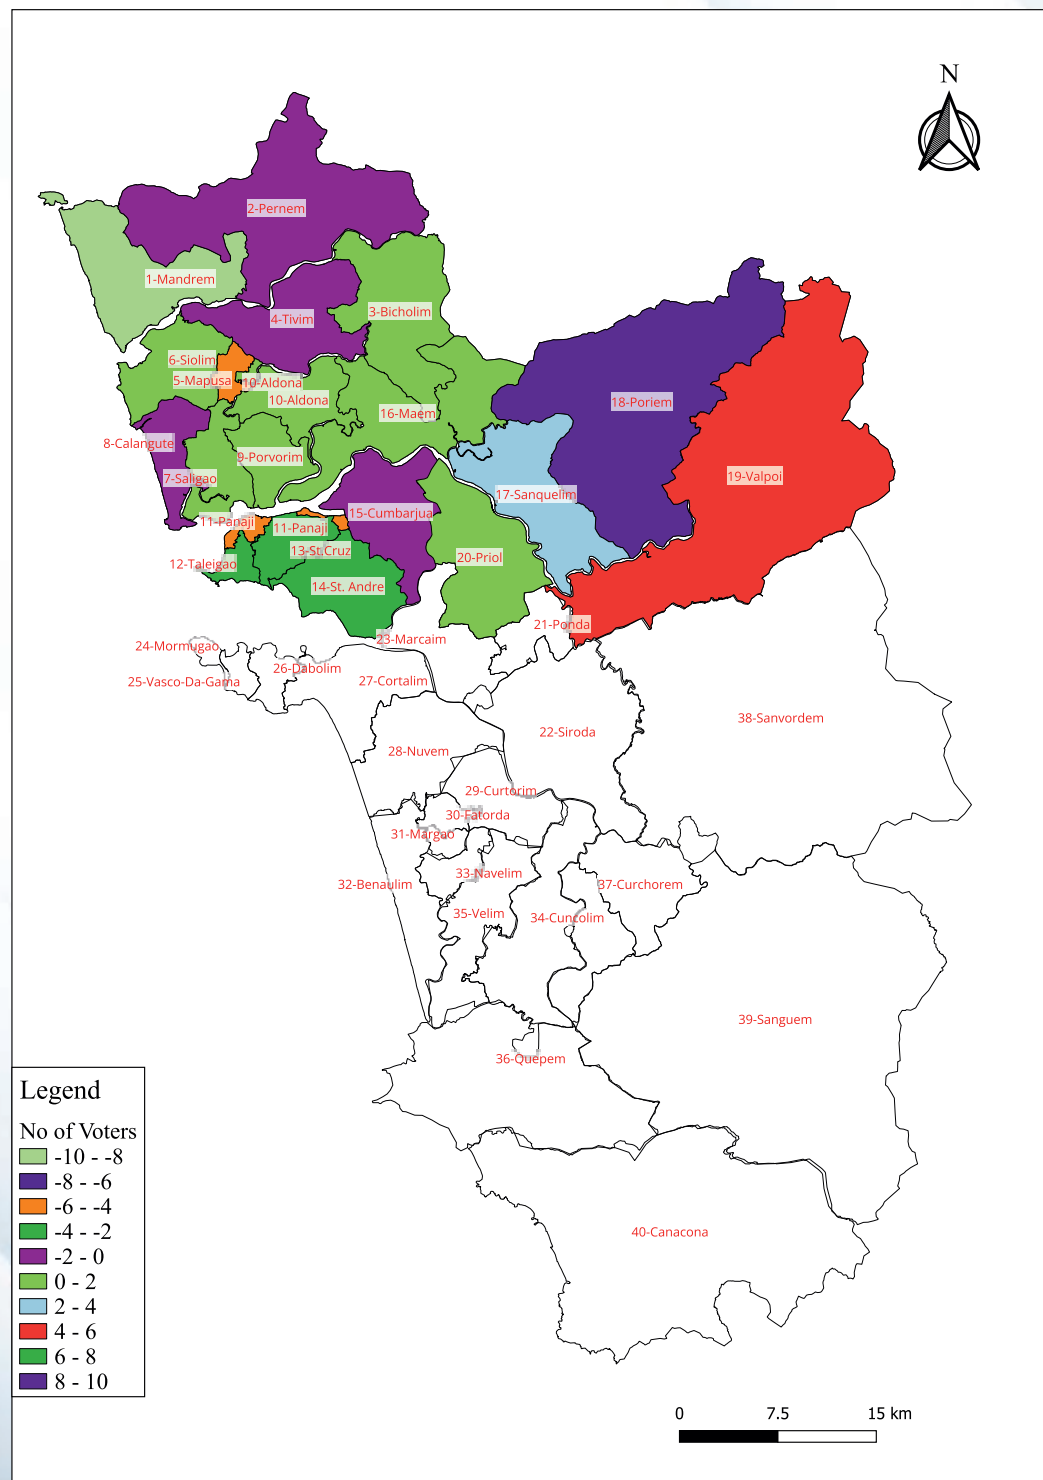 N
2-Pernem
1-Mandrem
3-Bicholim
4-Tivim
6-Siolim
5-Mapusa
10-Aldona
10-Aldona
18-Poriem
16-Maem
8-Calangute
9-Porvorim
7-Saligao
19-Valpoi
17-Sanquelim
15-Cumbarjua
11-Panaji
11-Panaji
13-St.Cruz
20-Priol
12-Taleigao
14-St. Andre
21-Ponda
23-Marcaim
24-Mormugao
26-Dabolim
25-Vasco-Da-Gama
27-Cortalim
38-Sanvordem
22-Siroda
28-Nuvem
29-Curtorim
30-Fatorda
31-Margao
33-Navelim
32-Benaulim
37-Curchorem
35-Velim
34-Cuncolim
39-Sanguem
36-Quepem
40-Canacona
Legend
No of Voters
-10 - -8
-8 - -6
-6 - -4
-4 - -2
-2 - 0
0 - 2
2 - 4
4 - 6
6 - 8
8 - 10
0 7.5 15 km